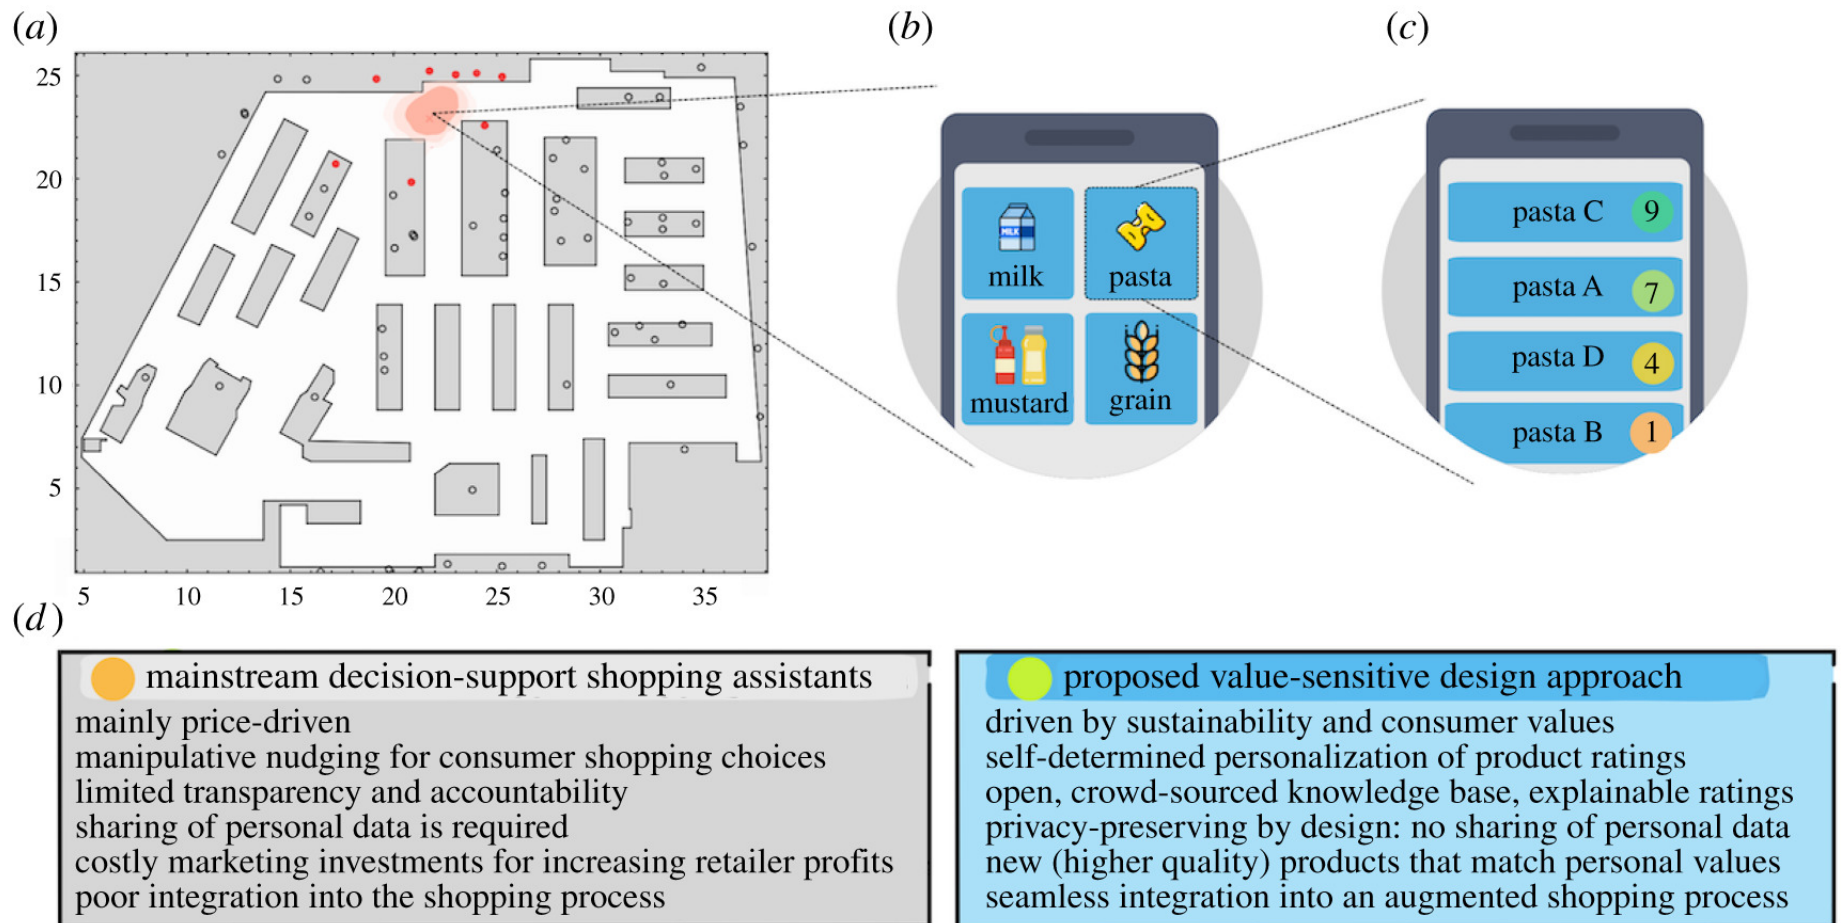 (a)
(b)
(c)
25
20
15
10
5
5 10 15 20 25 30 35
MILK
milk
pasta
mustard
grain
pasta C 9
pasta A 7
pasta D 4
pasta B 1
(d)
mainstream decision-support shopping assistants
mainly price-driven
manipulative nudging for consumer shopping choices
limited transparency and accountability
sharing of personal data is required
costly marketing investments for increasing retailer profits
poor integration into the shopping process
proposed value-sensitive design approach
driven by sustainability and consumer values
self-determined personalization of product ratings
open, crowd-sourced knowledge base, explainable ratings
privacy-preserving by design: no sharing of personal data
new (higher quality) products that match personal values
seamless integration into an augmented shopping process